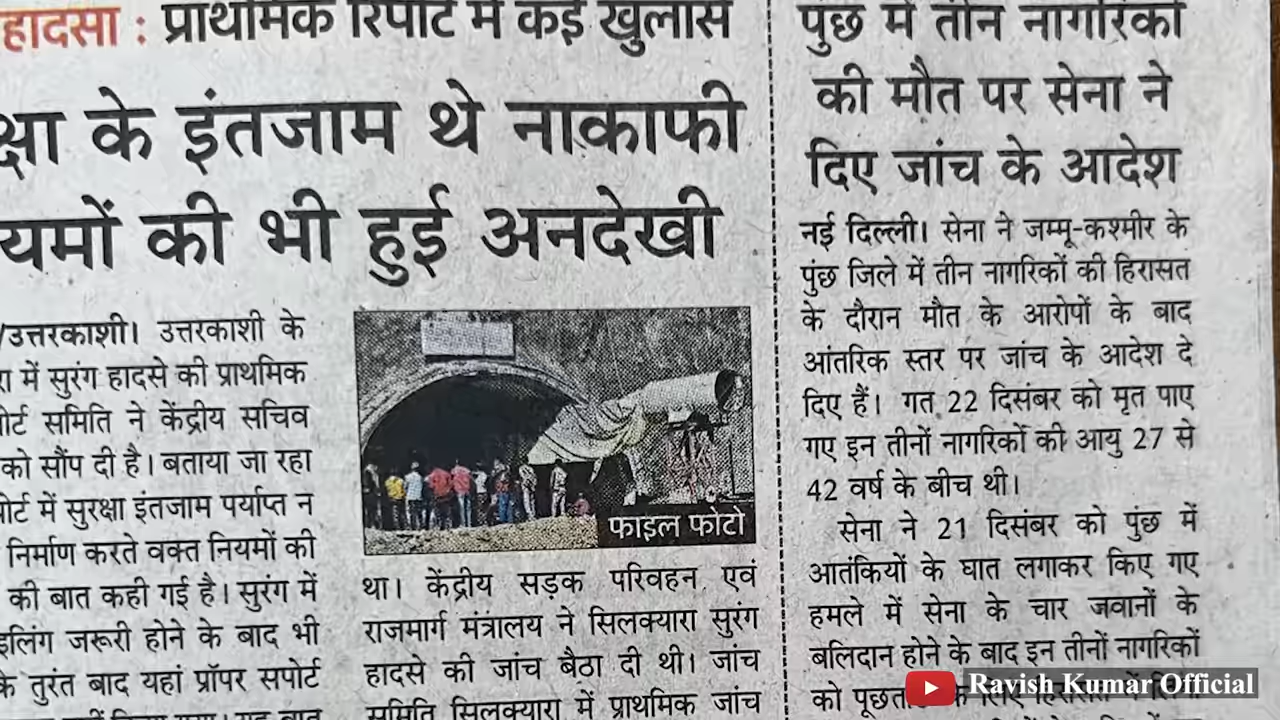 हादसा : प्राथमिक रिपोर्ट में कई खुलासे
क्षा के इंतजाम थे नाकाफी
यमों की भी हुई अनदेखी
/उत्तरकाशी। उत्तरकाशी के
रा में सुरंग हादसे की प्राथमिक
ोर्ट समिति ने केंद्रीय सचिव
को सौंप दी है। बताया जा रहा
ोर्ट में सुरक्षा इंतजाम पर्याप्त न
निर्माण करते वक्त नियमों की
की बात कही गई है। सुरंग में
इलिंग जरूरी होने के बाद भी
के तुरंत बाद यहां प्रॉपर सपोर्ट
फाइल फोटो
था। केंद्रीय सड़क परिवहन एवं
राजमार्ग मंत्रालय ने सिलक्यारा सुरंग
हादसे की जांच बैठा दी थी। जांच
समिति सिलक्यारा में प्राथमिक जांच
पुंछ में तीन नागरिकों
की मौत पर सेना ने
दिए जांच के आदेश
नई दिल्ली। सेना ने जम्मू-कश्मीर के
पुंछ जिले में तीन नागरिकों की हिरासत
के दौरान मौत के आरोपों के बाद
आंतरिक स्तर पर जांच के आदेश दे
दिए हैं। गत 22 दिसंबर को मृत पाए
गए इन तीनों नागरिकों की आयु 27 से
42 वर्ष के बीच थी।
सेना ने 21 दिसंबर को पुंछ में
आतंकियों के घात लगाकर किए गए
हमले में सेना के चार जवानों के
बलिदान होने के बाद इन तीनों नागरिकों
को
Ravish Kumar Official